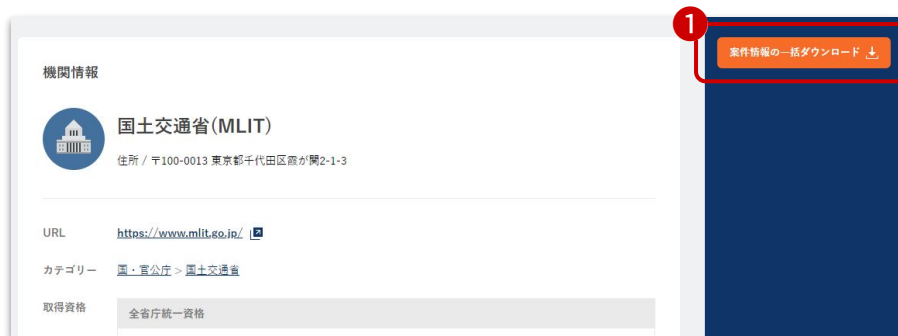 1
案件情報の一括ダウンロード
機関情報
国土交通省(MLIT)
住所 / 〒100-0013 東京都千代田区霞が関2-1-3
URL https://www.mlit.go.jp/
カテゴリー 国・官公庁 > 国土交通省
取得資格 全省庁統一資格